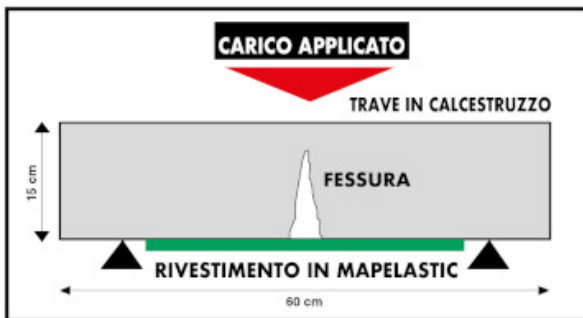 CARICO APPLICATO
TRAVE IN CALCESTRUZZO
15 cm
FESSURA
RIVESTIMENTO IN MAPELASTIC
60 cm